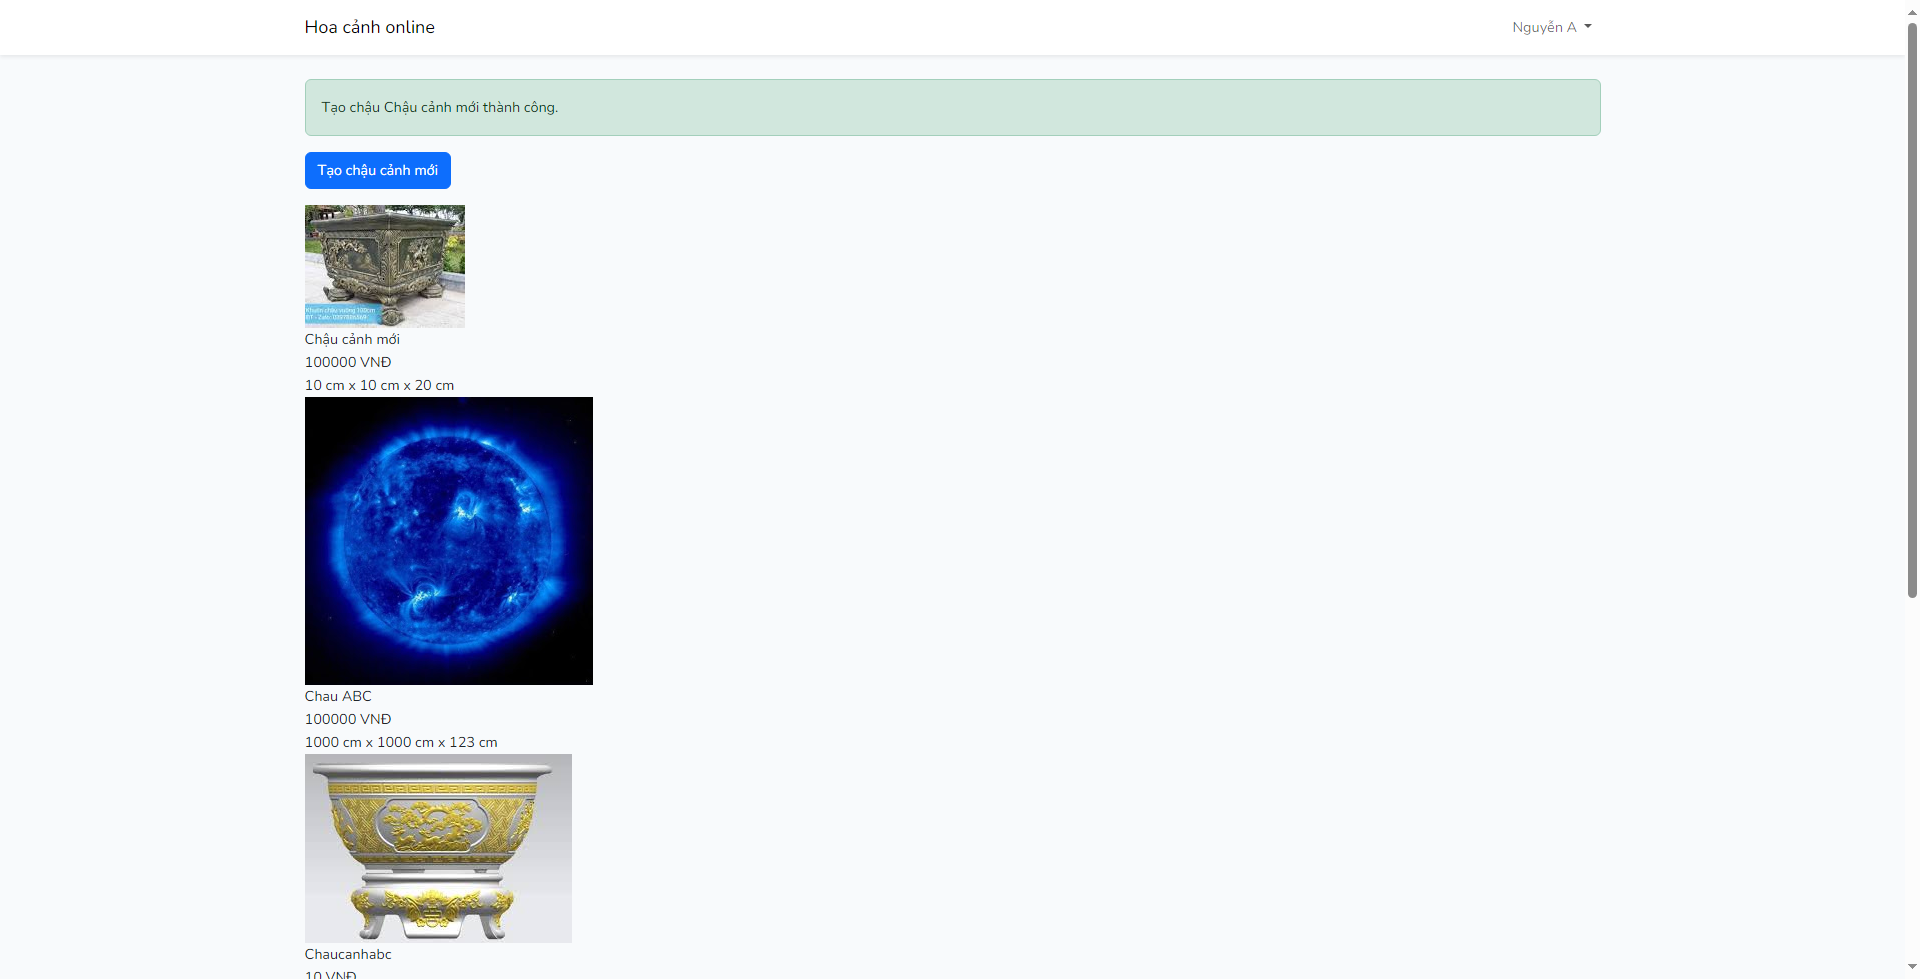 Hoa cảnh online
Nguyễn A
Tạo chậu Chậu cảnh mới thành công.
Tạo chậu cảnh mới
Chậu cảnh mới
100000 VNĐ
10 cm x 10 cm x 20 cm
Chau ABC
100000 VNĐ
1000 cm x 1000 cm x 123 cm
Chaucanhabc
10 VNĐ